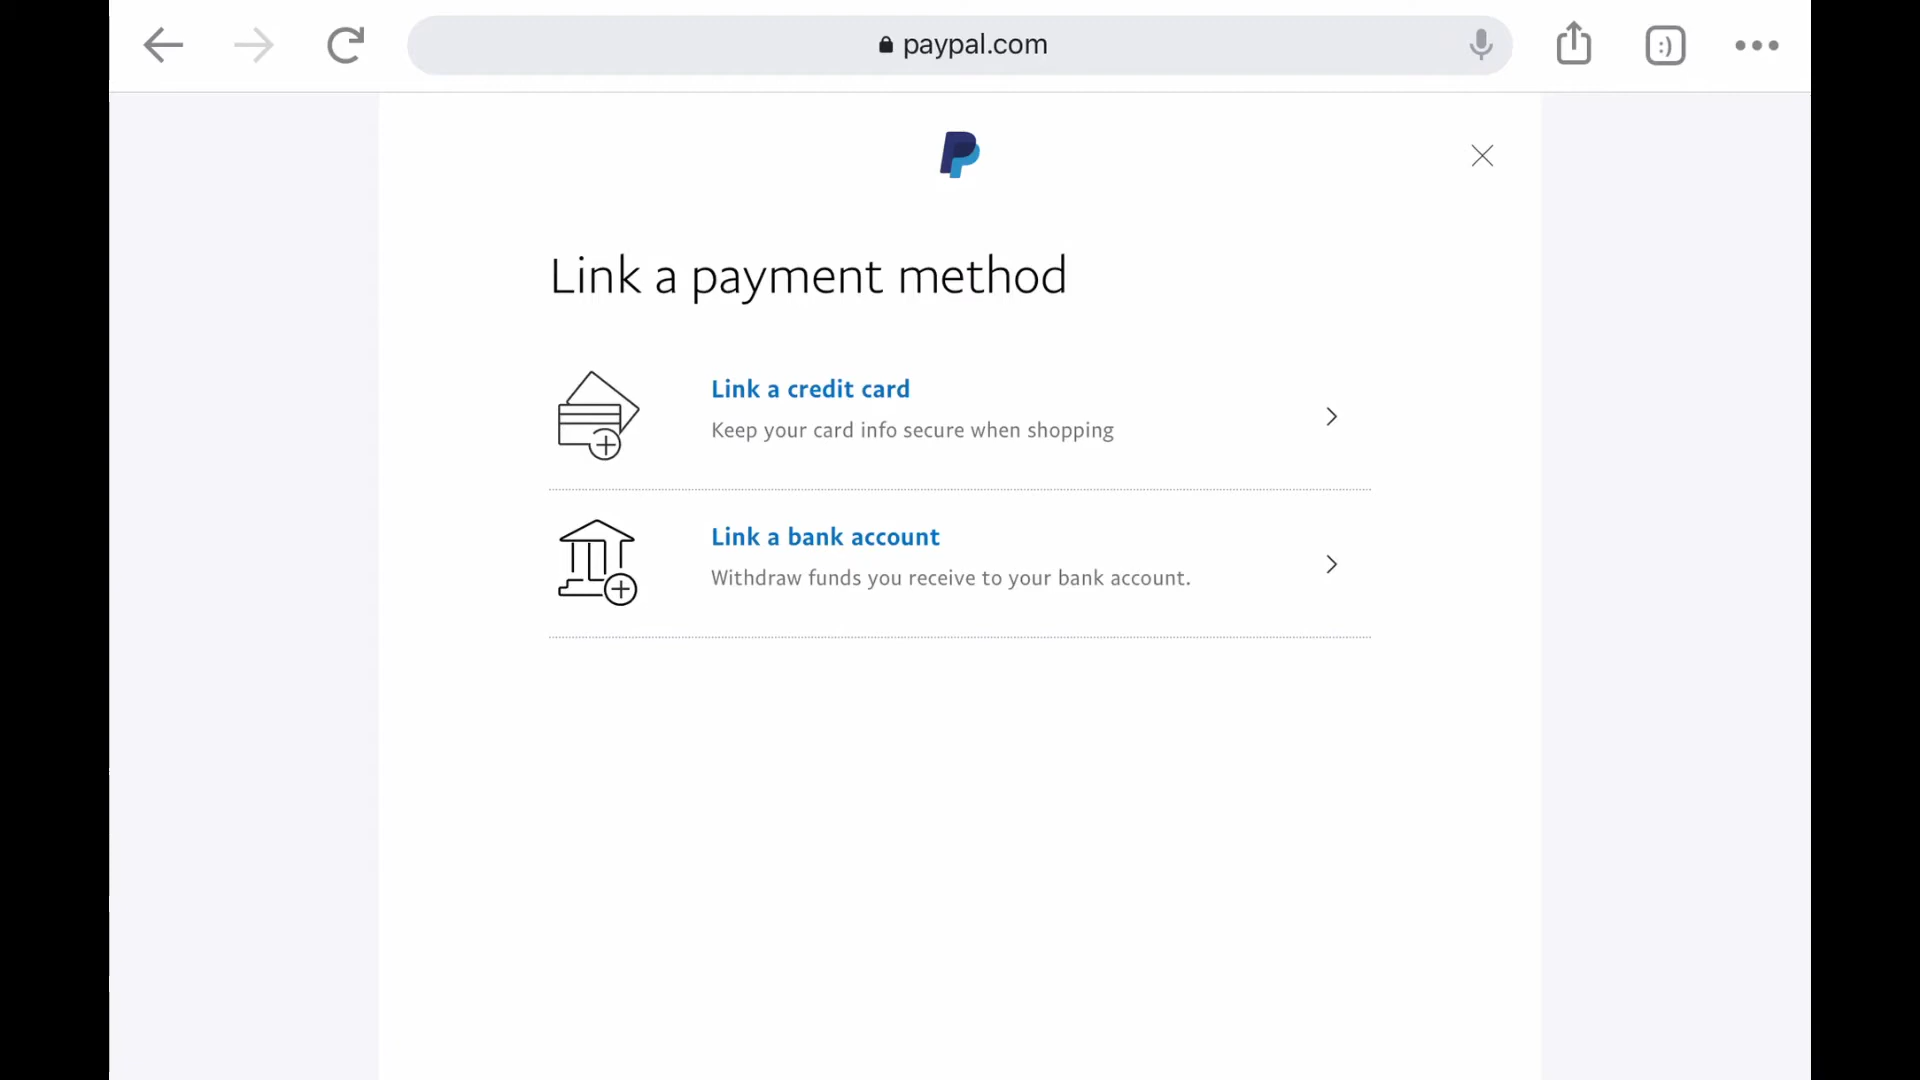 paypal.com
:)
Link a payment method
Link a credit card
Keep your card info secure when shopping
Link a bank account
Withdraw funds you receive to your bank account.